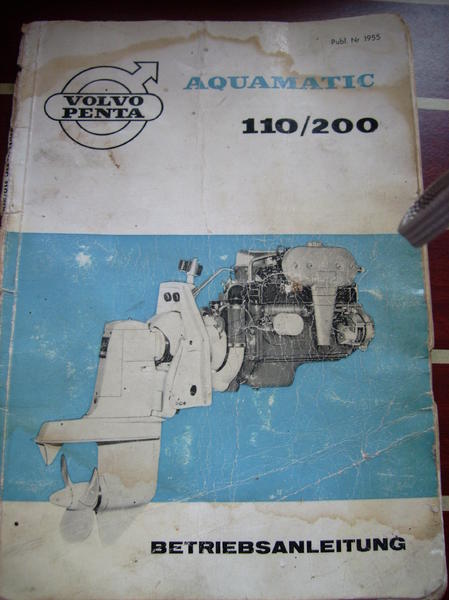 Publ. Nr 1955
VOLVO
PENTA
AQUAMATIC
110/200
BETRIEBSANLEITUNG